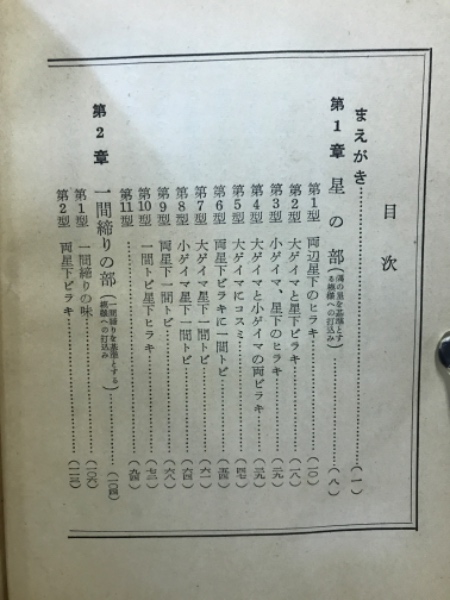 目次
まえがき……(一)
第1章 星の部(隅の星を基準とする模様への打込み)……(八)
第1型 両辺星下のヒラキ……(一〇)
第2型 大ゲイマと星下ビラキ……(一八)
第3型 小ゲイマ、星下のヒラキ……(二九)
第4型 大ゲイマと小ゲイマの両ビラキ……(三九)
第5型 大ゲイマにコスミ……(四七)
第6型 両星下ビラキに一間トビ……(五四)
第7型 大ゲイマ星下一間トビ……(六一)
第8型 小ゲイマ星下一間トビ……(六四)
第9型 両星下一間トビ……(六八)
第10型 一間トビ星下ヒラキ……(七二)
第11型……(九四)
第2章 一間締りの部(一間締りを基準とする模様への打込み)……(一〇四)
第1型 一間締りの味……(一〇六)
第2型 両星下ビラキ……(一一三)